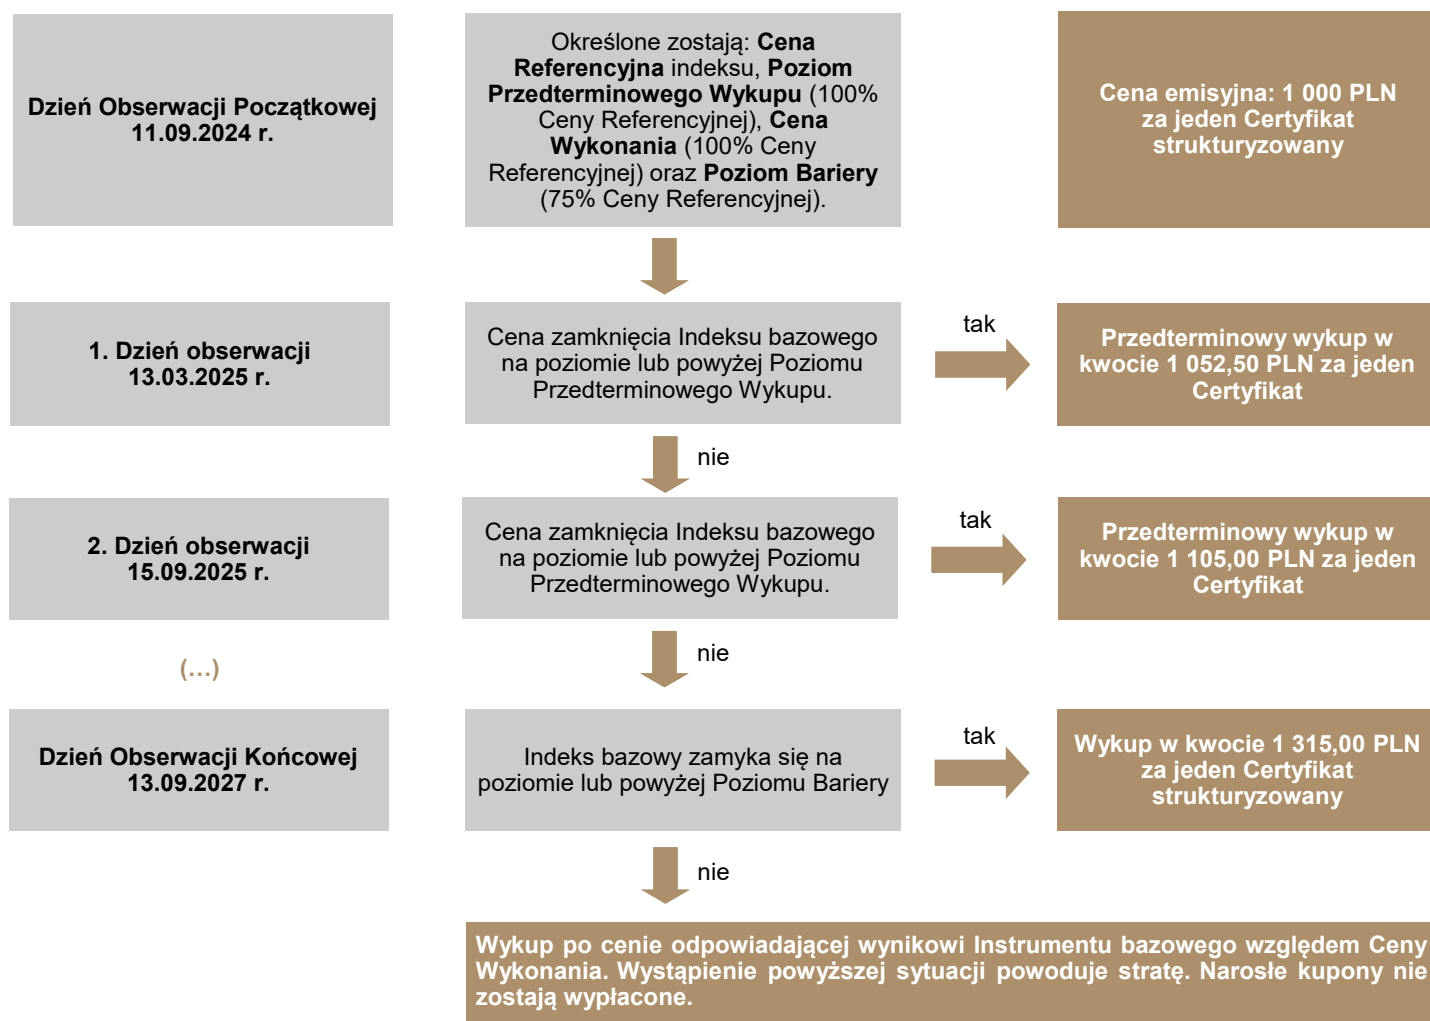 Dzień Obserwacji Początkowej
11.09.2024 r.
Określone zostają: Cena
Referencyjna indeksu, Poziom
Przedterminowego Wykupu (100%
Ceny Referencyjnej), Cena
Wykonania (100% Ceny
Referencyjnej) oraz Poziom Bariery
(75% Ceny Referencyjnej).
Cena emisyjna: 1 000 PLN
za jeden Certyfikat
strukturyzowany
1. Dzień obserwacji
13.03.2025 r.
Cena zamknięcia Indeksu bazowego
na poziomie lub powyżej Poziomu
Przedterminowego Wykupu.
tak
Przedterminowy wykup w
kwocie 1 052,50 PLN za jeden
Certyfikat
nie
2. Dzień obserwacji
15.09.2025 r.
Cena zamknięcia Indeksu bazowego
na poziomie lub powyżej Poziomu
Przedterminowego Wykupu.
tak
Przedterminowy wykup w
kwocie 1 105,00 PLN za jeden
Certyfikat
nie
(...)
Dzień Obserwacji Końcowej
13.09.2027 r.
Indeks bazowy zamyka się na
poziomie lub powyżej Poziomu Bariery
tak
Wykup w kwocie 1 315,00 PLN
za jeden Certyfikat
strukturyzowany
nie
Wykup po cenie odpowiadającej wynikowi Instrumentu bazowego względem Ceny
Wykonania. Wystąpienie powyższej sytuacji powoduje stratę. Narosłe kupony nie
zostają wypłacone.